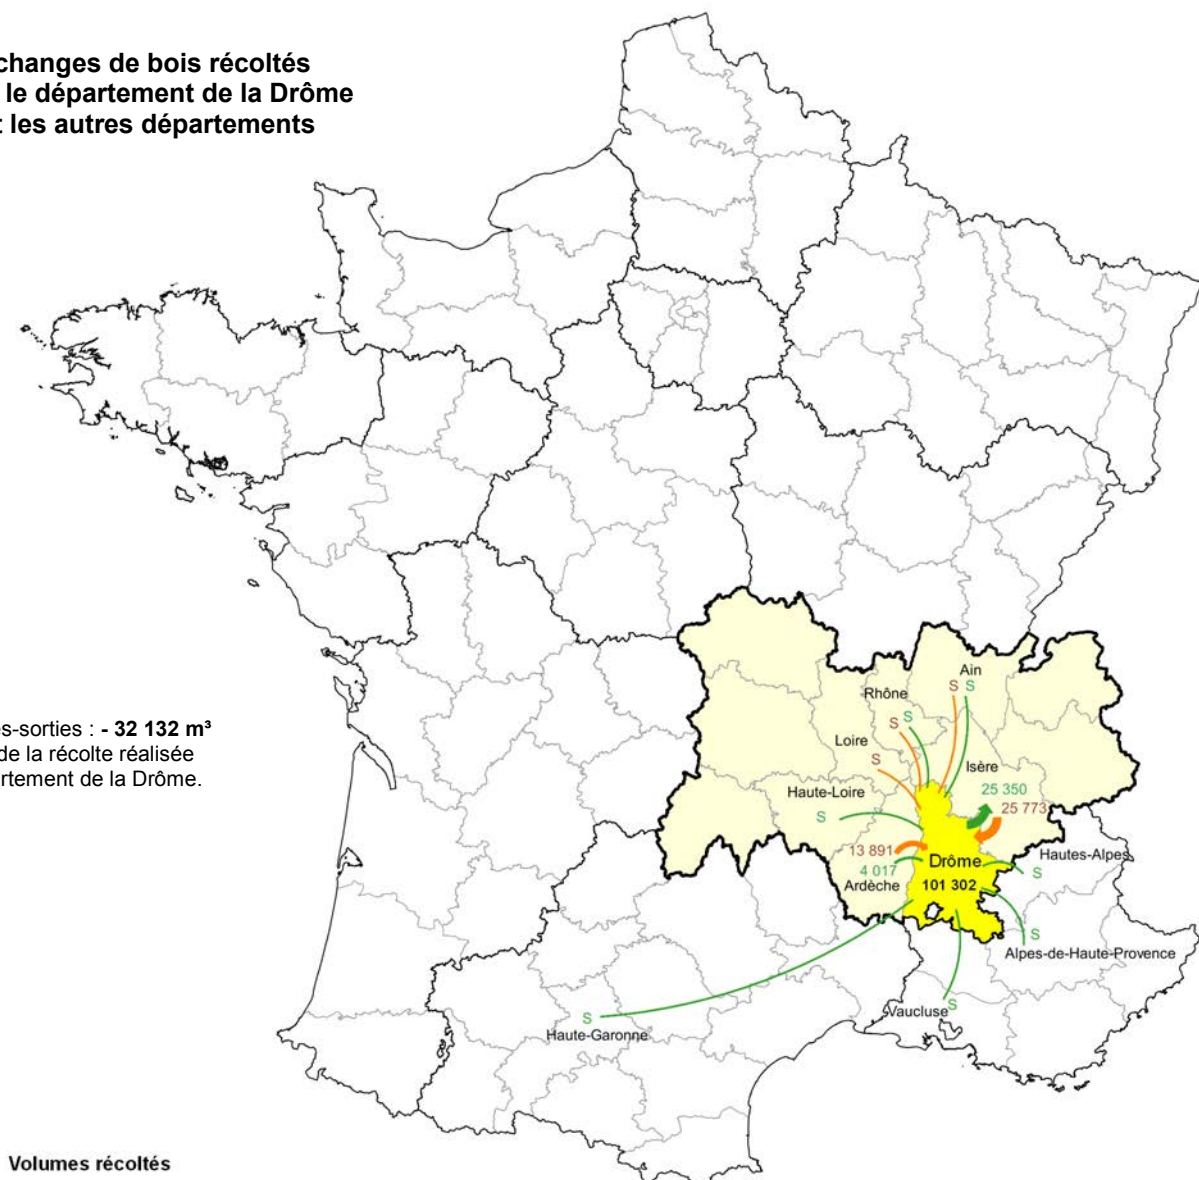 changes de bois récoltés
le département de la Drôme
t les autres départements
Ain
S S
Rhône
S S
Loire
S
Isère
25 350
25 773
Haute-Loire
S
13 891
4 017
Ardèche
Drôme
101 302
Hautes-Alpes
S
S
Alpes-de-Haute-Provence
Vaucluse S
S
Haute-Garonne
es-sorties : - 32 132 m³
de la récolte réalisée
artement de la Drôme.
Volumes récoltés